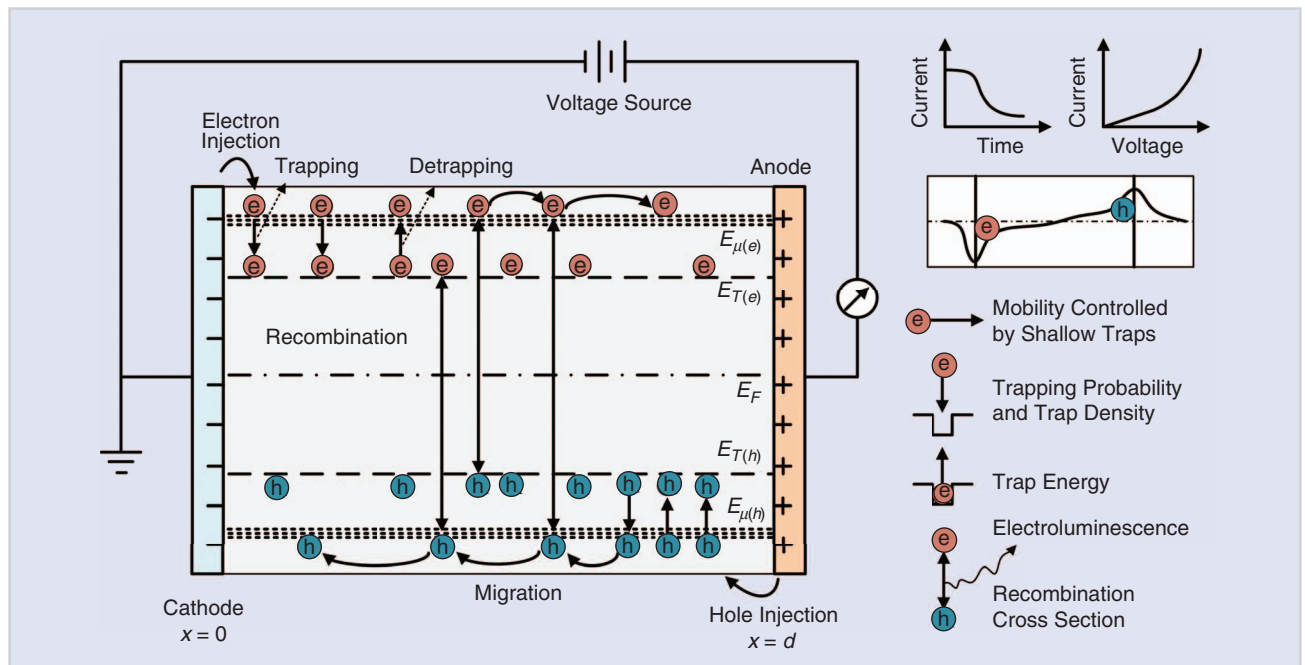 Voltage Source
Electron
Injection
Trapping
Detrapping
Anode
e e e e e e
E_μ(e)
e e e e e e e
E_T(e)
Recombination
E_F
E_T(h)
h h h h h h h h
E_μ(h)
h h h h h h
Migration
Cathode
x = 0
Hole Injection
x = d
Current
Time
Current
Voltage
e
h
e
Mobility Controlled
by Shallow Traps
e
Trapping Probability
and Trap Density
e
Trap Energy
Electroluminescence
e
h
Recombination
Cross Section